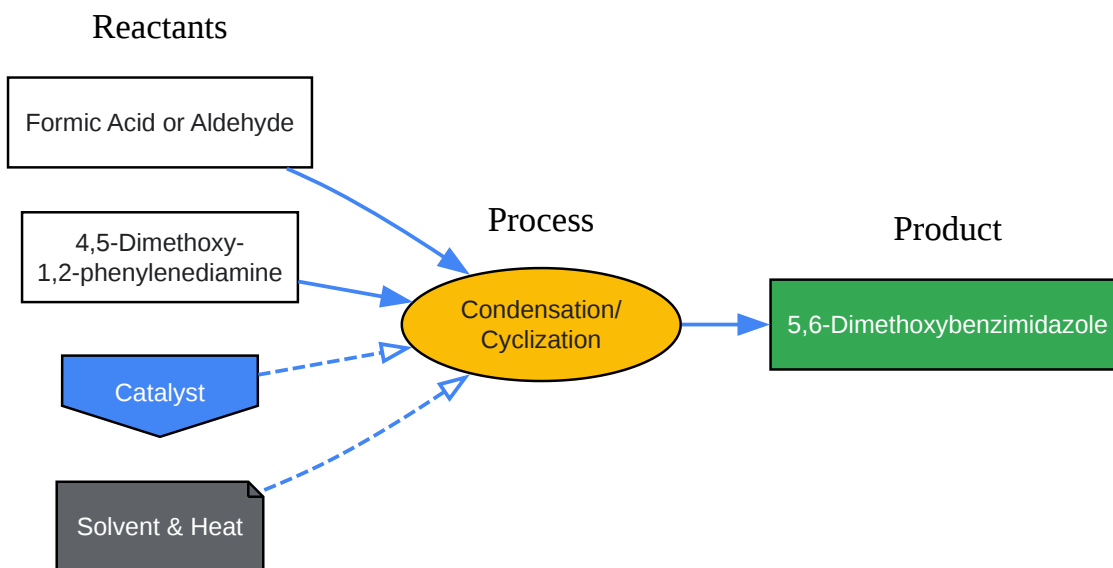 Reactants
Formic Acid or Aldehyde
4,5-Dimethoxy-
1,2-phenylenediamine
Catalyst
Solvent & Heat
Process
Condensation/
Cyclization
Product
5,6-Dimethoxybenzimidazole